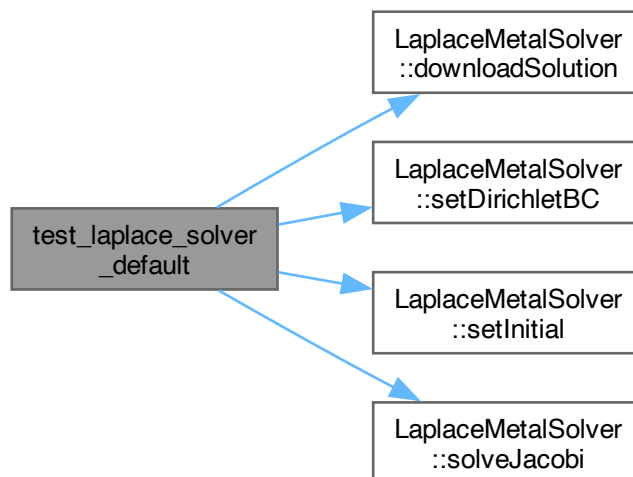 LaplaceMetalSolver
::downloadSolution
LaplaceMetalSolver
::setDirichletBC
test_laplace_solver
_default
LaplaceMetalSolver
::setInitial
LaplaceMetalSolver
::solveJacobi